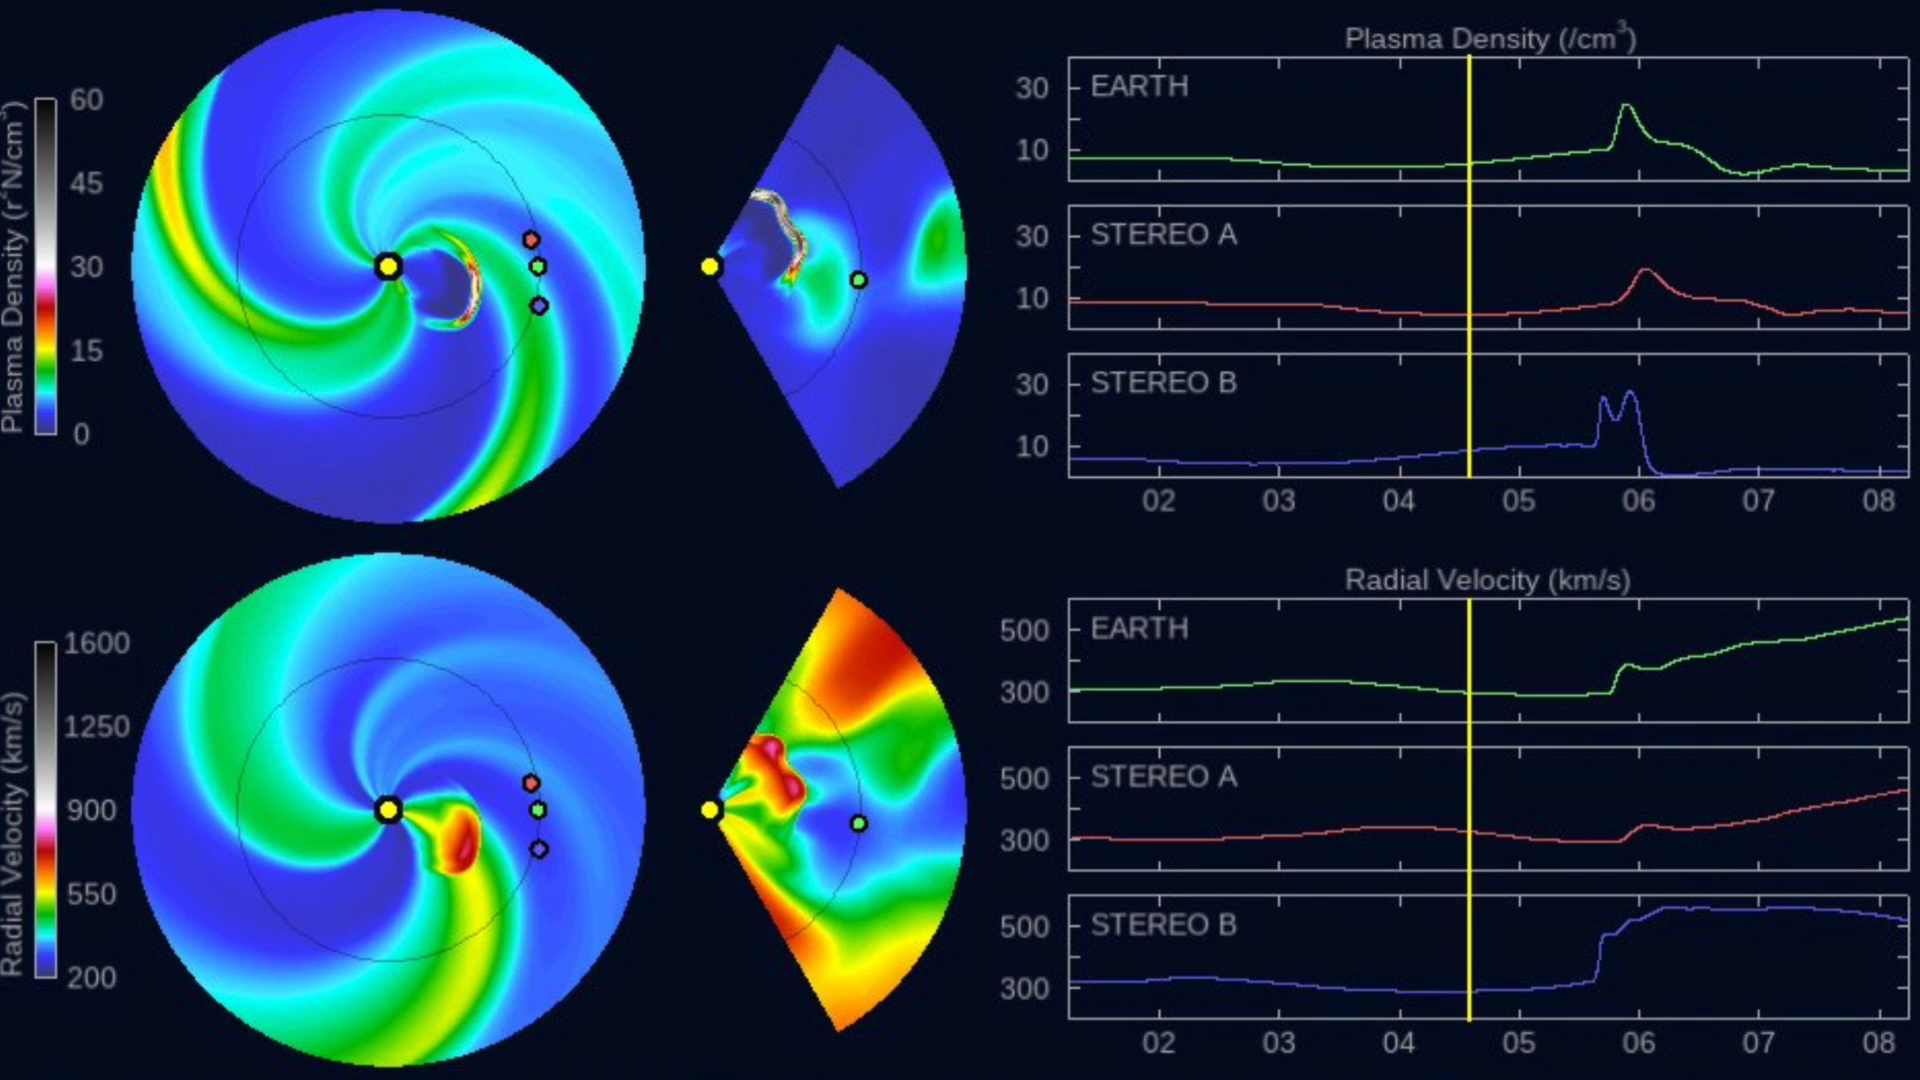 Plasma Density (r²N/cm³)
60
45
30
15
0
Plasma Density (/cm³)
EARTH
30
10
STEREO A
30
10
STEREO B
30
10
02 03 04 05 06 07 08
Radial Velocity (km/s)
1600
1250
900
550
200
Radial Velocity (km/s)
EARTH
500
300
STEREO A
500
300
STEREO B
500
300
02 03 04 05 06 07 08